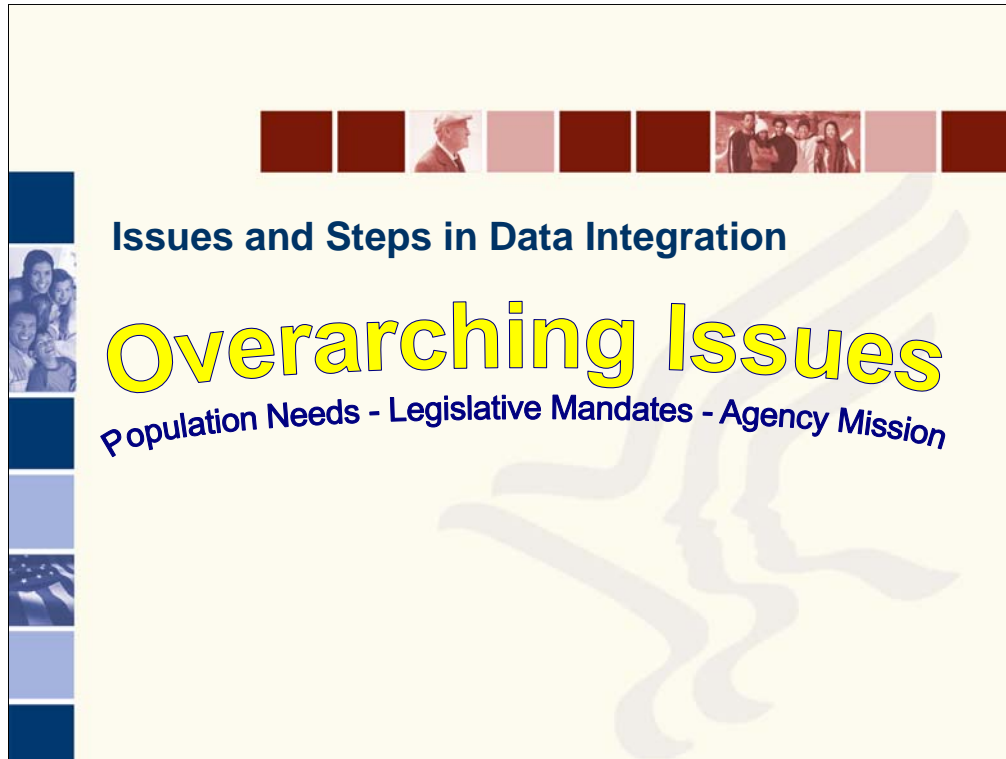 Issues and Steps in Data Integration
Overarching Issues
Population Needs - Legislative Mandates - Agency Mission